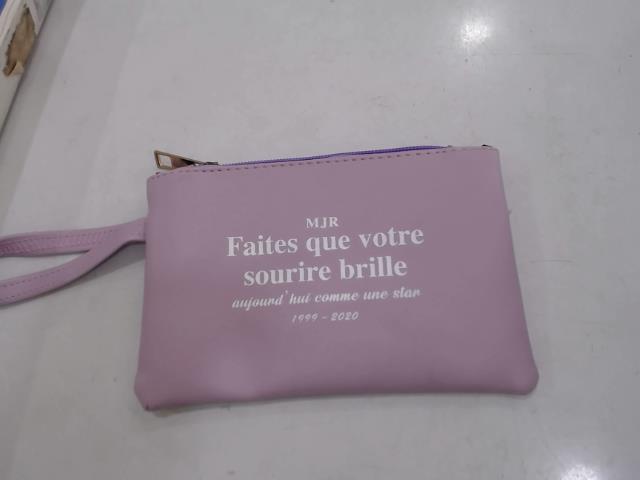 MJR
Faites que votre
sourire brille
aujourd'hui comme une star
1999 - 2020